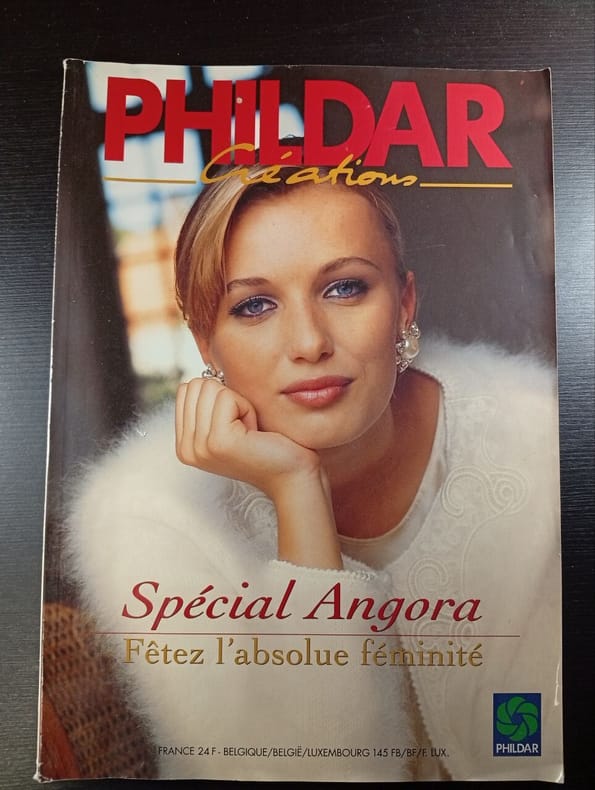 PHILDAR
Créations
Spécial Angora
Fêtez l'absolue féminité
FRANCE 24 F - BELGIQUE/BELGIË/LUXEMBOURG 145 FB/BF/F. LUX.
PHILDAR